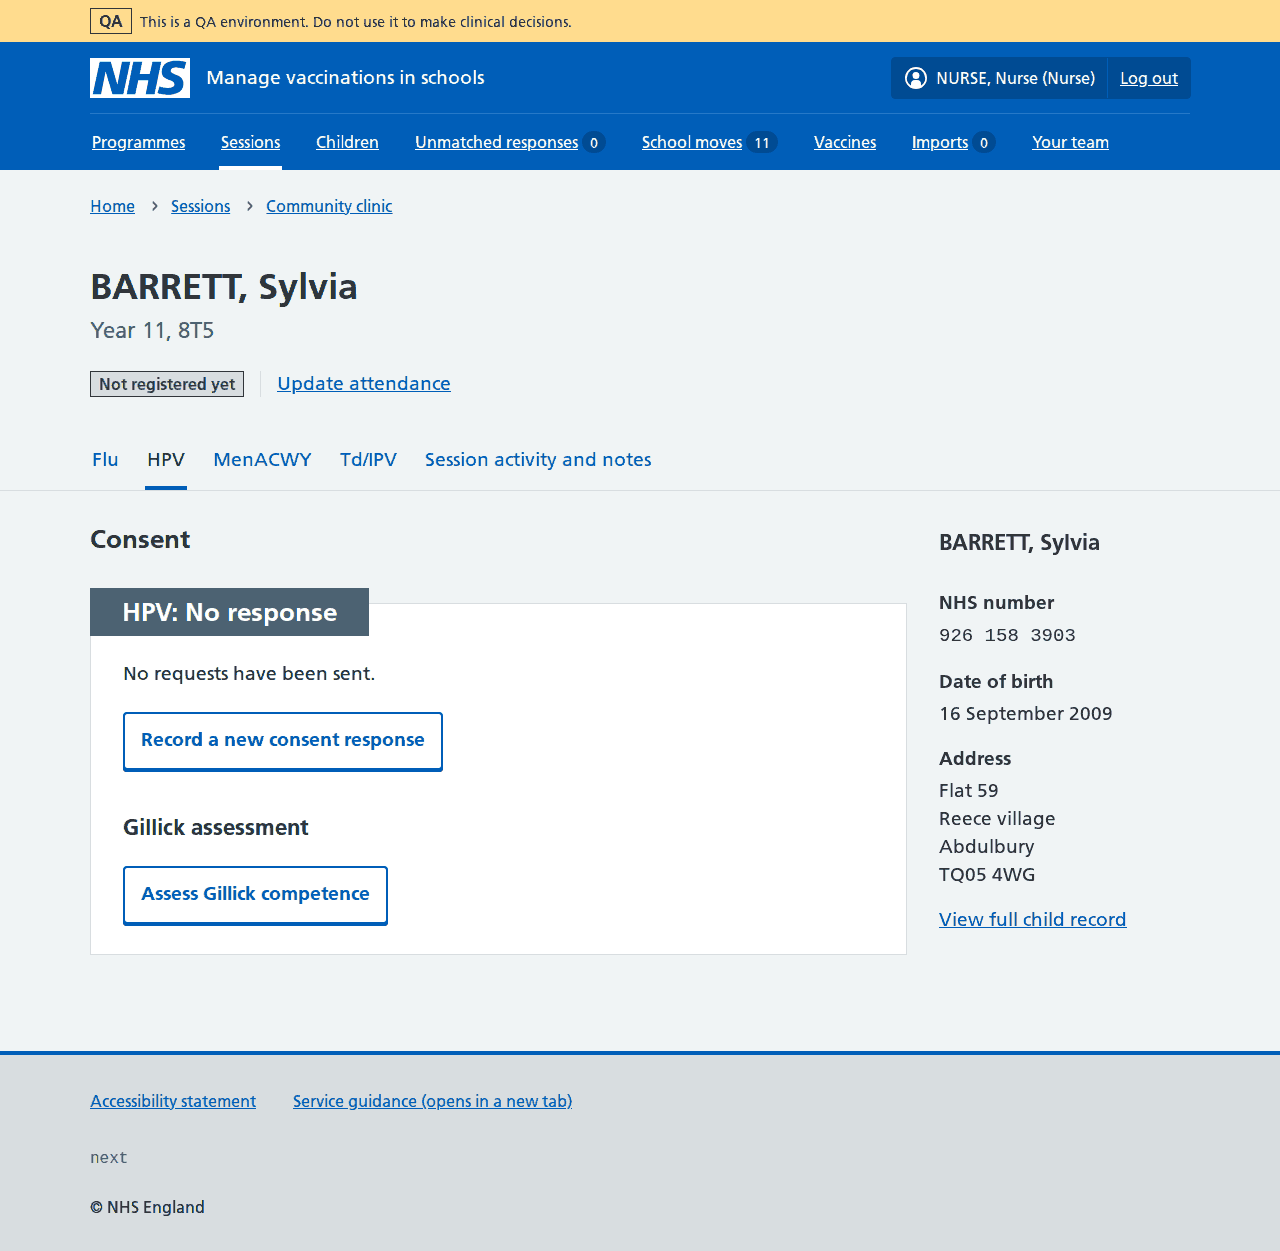 QA This is a QA environment. Do not use it to make clinical decisions.
NHS Manage vaccinations in schools NURSE, Nurse (Nurse) Log out
Programmes Sessions Children Unmatched responses 0 School moves 11 Vaccines Imports 0 Your team
Home Sessions Community clinic
BARRETT, Sylvia
Year 11, 8T5
Not registered yet Update attendance
Flu HPV MenACWY Td/IPV Session activity and notes
Consent
HPV: No response
No requests have been sent.
Record a new consent response
Gillick assessment
Assess Gillick competence
BARRETT, Sylvia
NHS number
926 158 3903
Date of birth
16 September 2009
Address
Flat 59
Reece village
Abdulbury
TQ05 4WG
View full child record
Accessibility statement Service guidance (opens in a new tab)
next
© NHS England